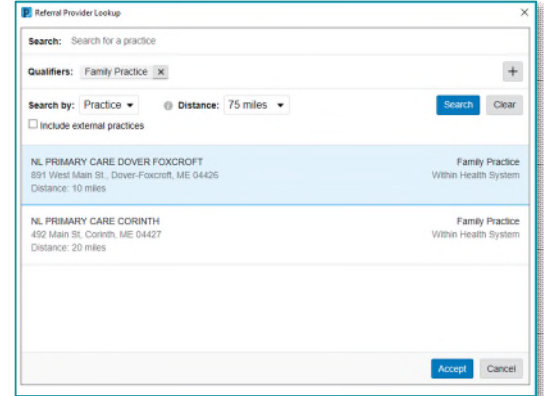 Referral Provider Lookup
Search: Search for a practice
Qualifiers: Family Practice x
Search by: Practice Distance: 75 miles Search Clear
Include external practices
NL PRIMARY CARE DOVER FOXCROFT Family Practice
891 West Main St., Dover-Foxcroft, ME 04426 Within Health System
Distance: 10 miles
NL PRIMARY CARE CORINTH Family Practice
492 Main St, Corinth, ME 04427 Within Health System
Distance: 20 miles
Accept Cancel